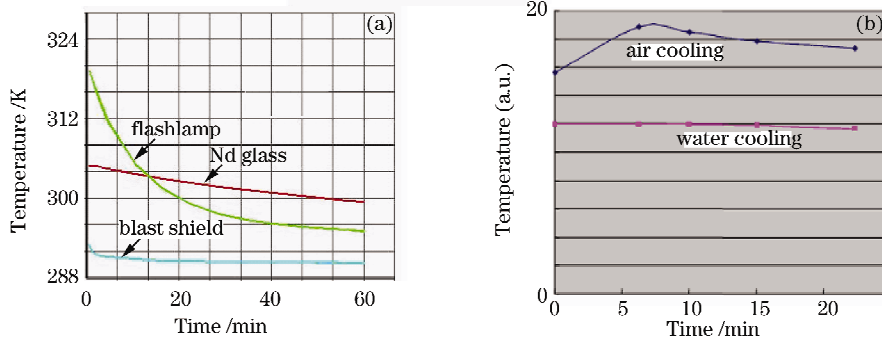 (a)
324
312
300
288
Temperature /K
flashlamp
Nd glass
blast shield
0
20
40
60
Time /min
(b)
20
0
Temperature (a.u.)
air cooling
water cooling
0
5
10
15
20
Time /min